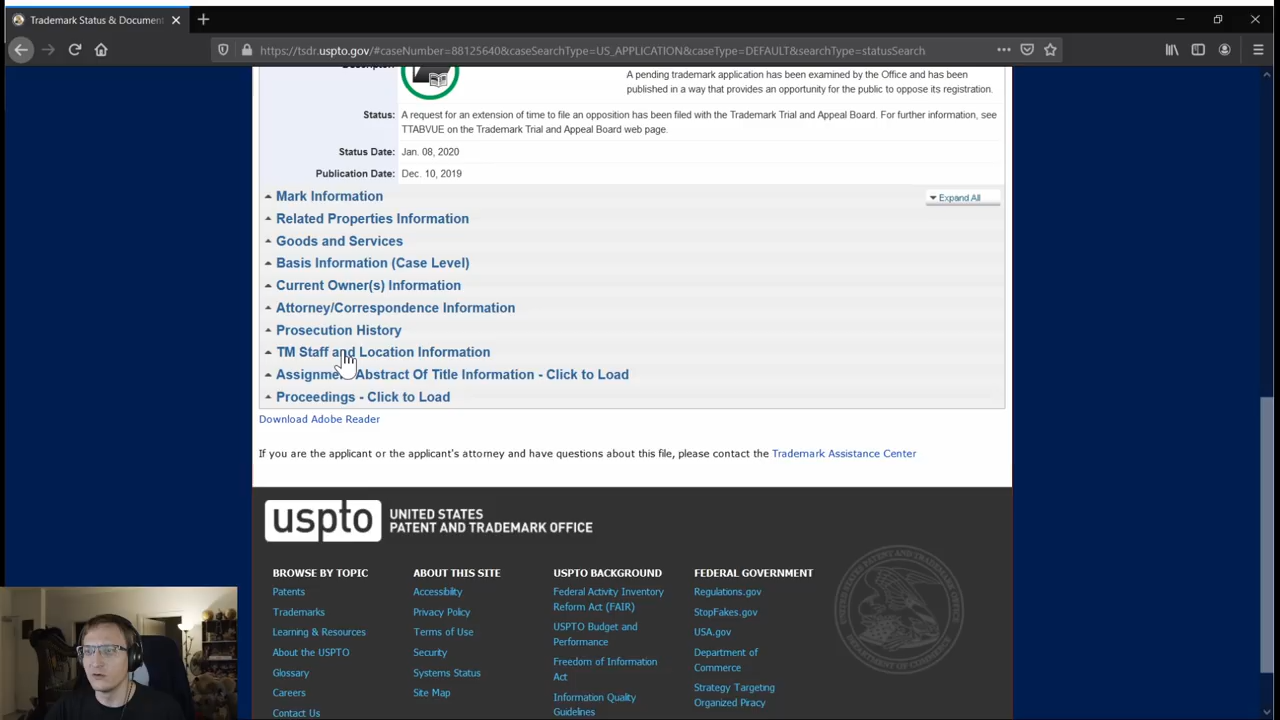 Trademark Status & Document
https://tsdr.uspto.gov/#caseNumber=88125640&caseSearchType=US_APPLICATION&caseType=DEFAULT&searchType=statusSearch
A pending trademark application has been examined by the Office and has been
published in a way that provides an opportunity for the public to oppose its registration.
Status: A request for an extension of time to file an opposition has been filed with the Trademark Trial and Appeal Board. For further information, see
TTABVUE on the Trademark Trial and Appeal Board web page.
Status Date: Jan. 08, 2020
Publication Date: Dec. 10, 2019
Mark Information
Expand All
Related Properties Information
Goods and Services
Basis Information (Case Level)
Current Owner(s) Information
Attorney/Correspondence Information
Prosecution History
TM Staff and Location Information
Abstract Of Title Information - Click to Load
Proceedings - Click to Load
Download Adobe Reader
If you are the applicant or the applicant's attorney and have questions about this file, please contact the Trademark Assistance Center
uspto
UNITED STATES
PATENT AND TRADEMARK OFFICE
BROWSE BY TOPIC
Patents
Trademarks
Learning & Resources
About the USPTO
Glossary
Careers
Contact Us
ABOUT THIS SITE
Accessibility
Privacy Policy
Terms of Use
Security
Systems Status
Site Map
USPTO BACKGROUND
Federal Activity Inventory
Reform Act (FAIR)
USPTO Budget and
Performance
Freedom of Information
Act
Information Quality
Guidelines
FEDERAL GOVERNMENT
Regulations.gov
StopFakes.gov
USA.gov
Department of
Commerce
Strategy Targeting
Organized Piracy